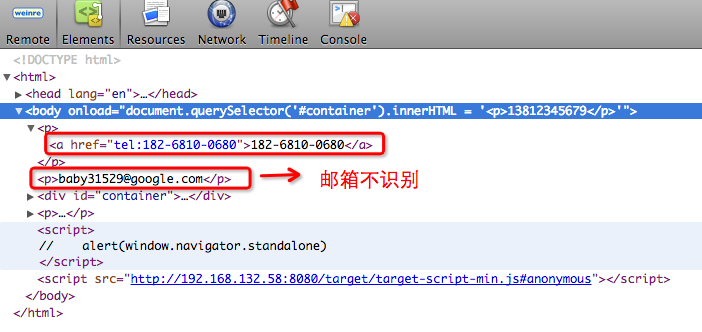 weinre
Remote Elements Resources Network Timeline Console
<!DOCTYPE html>
▼<html>
▶<head lang="en">…</head>
▼<body onload="document.querySelector('#container').innerHTML = '<p>13812345679</p>'">
▼<p>
<a href="tel:182-6810-0680">182-6810-0680</a>
</p>
<p>baby31529@google.com</p> 邮箱不识别
▶<div id="container">…</div>
▶<p>…</p>
<script>
// alert(window.navigator.standalone)
</script>
<script src="http://192.168.132.58:8080/target/target-script-min.js#anonymous"></script>
</body>
</html>